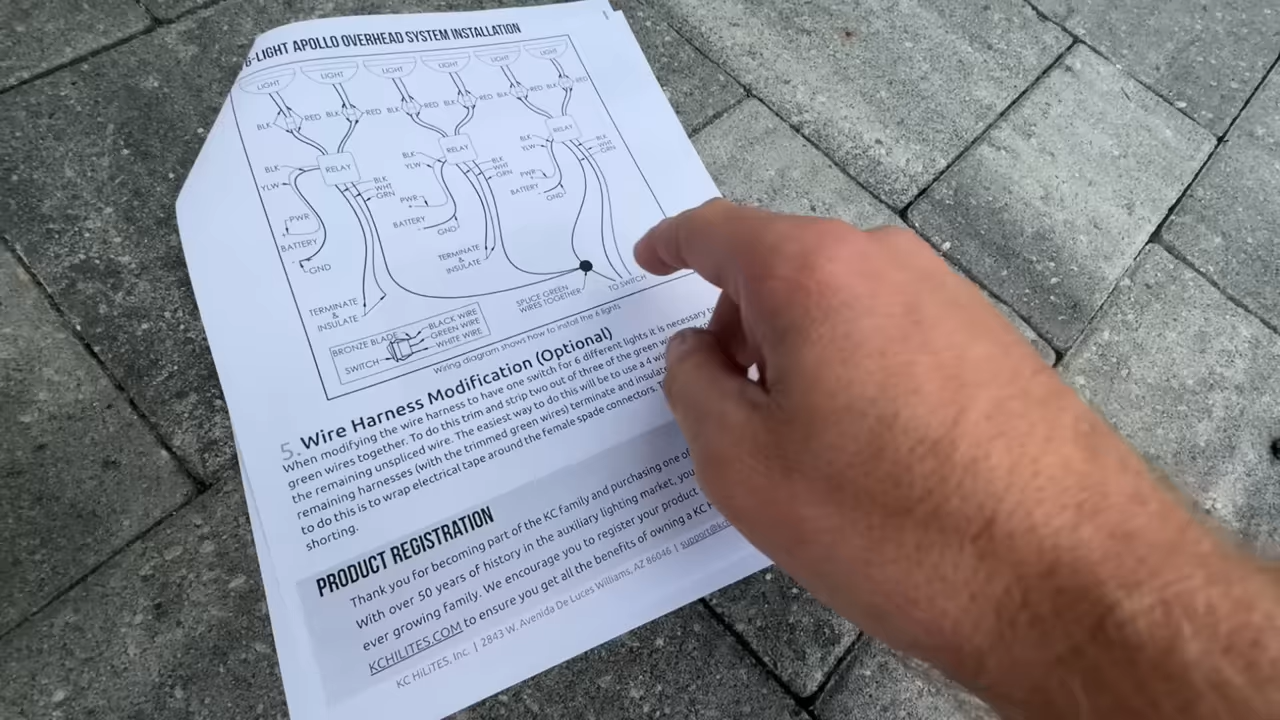 6-LIGHT APOLLO OVERHEAD SYSTEM INSTALLATION
LIGHT LIGHT LIGHT LIGHT LIGHT LIGHT
BLK RED BLK RED BLK RED BLK RED BLK RED BLK RED
RELAY RELAY RELAY
BLK YLW BLK WHT GRN
BLK YLW BLK WHT GRN
BLK YLW BLK WHT GRN
PWR BATTERY GND
PWR BATTERY GND
PWR BATTERY GND
TERMINATE & INSULATE
TERMINATE & INSULATE
SPLICE GREEN WIRES TOGETHER
TO SWITCH
BRONZE BLADE
SWITCH
BLACK WIRE
GREEN WIRE
WHITE WIRE
Wiring diagram shows how to install the 6 lights
5. Wire Harness Modification (Optional)
When modifying the wire harness to have one switch for 6 different lights it is necessary to
green wires together. To do this trim and strip two out of three of the green
the remaining unspliced wire. The easiest way to do this will be to use a 4
remaining harnesses (with the trimmed green wires) terminate and insulate
to do this is to wrap electrical tape around the female spade connectors.
shorting.
PRODUCT REGISTRATION
Thank you for becoming part of the KC family and purchasing one of
With over 50 years of history in the auxiliary lighting market, you
ever growing family. We encourage you to register your product
KCHILITES.COM to ensure you get all the benefits of owning a KC
KC HiLiTES, Inc. | 2843 W. Avenida De Luces Williams, AZ 86046 |